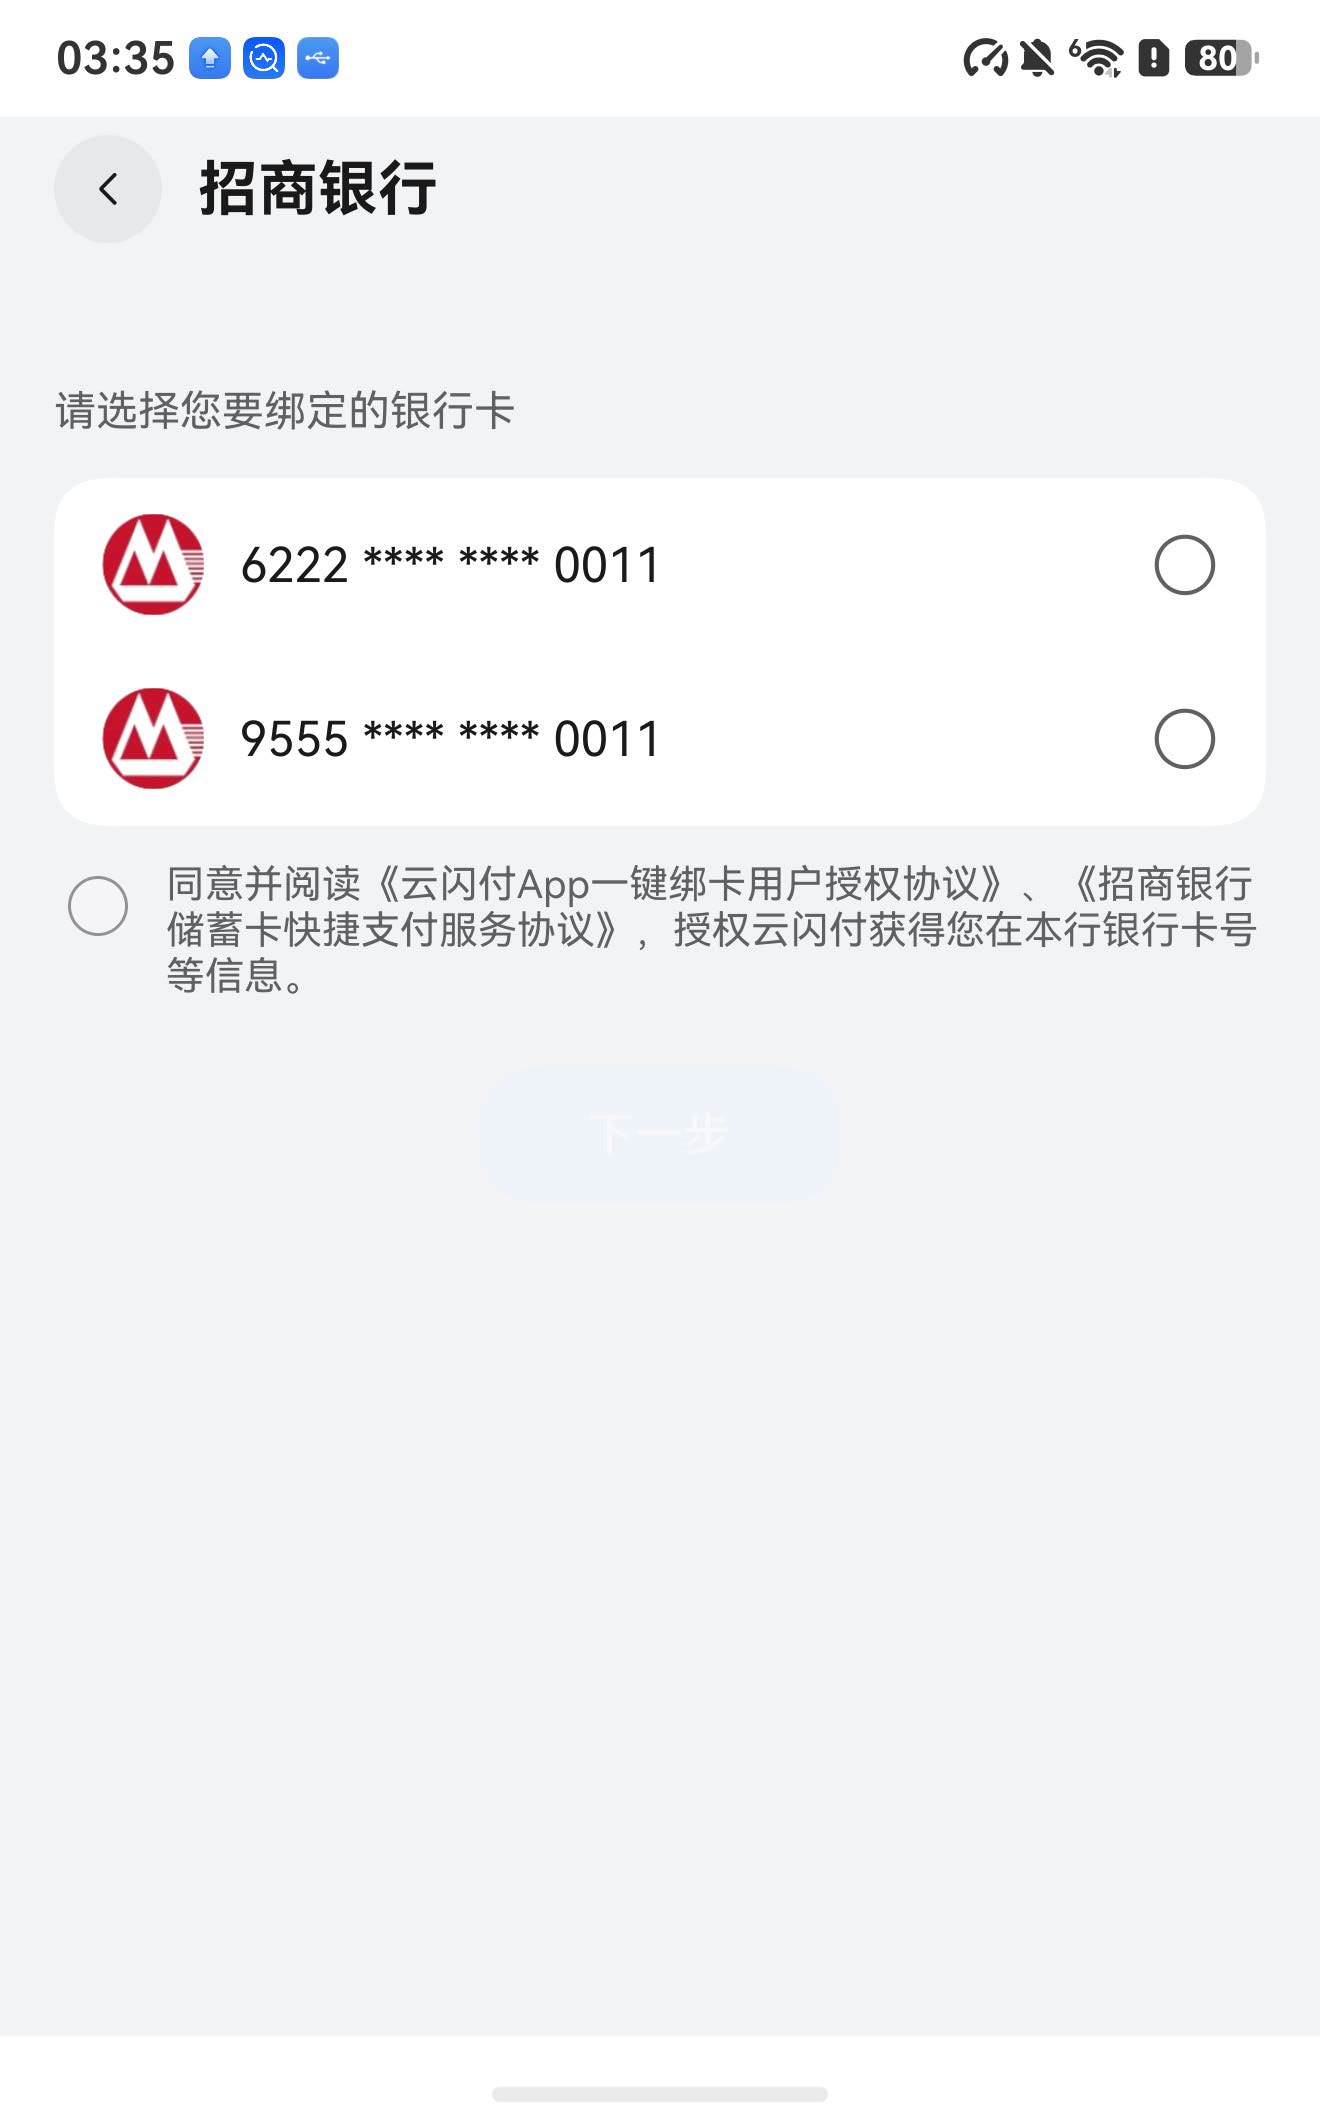 03:35
6
80
招商银行
请选择您要绑定的银行卡
6222 **** **** 0011
9555 **** **** 0011
同意并阅读《云闪付App一键绑卡用户授权协议》、《招商银行
储蓄卡快捷支付服务协议》，授权云闪付获得您在本行银行卡号
等信息。
下一步